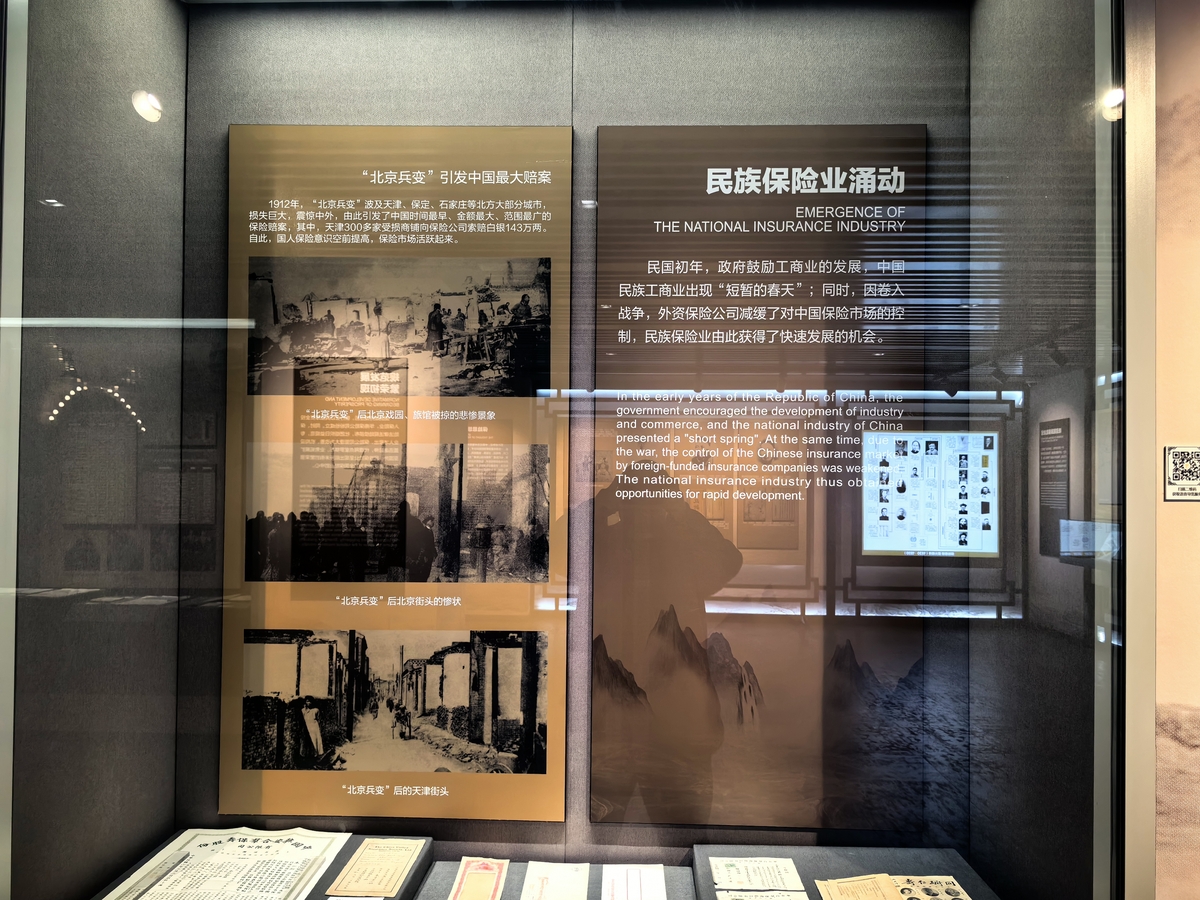 “北京兵变”引发中国最大赔案
1912年，“北京兵变”波及天津、保定、石家庄等北方大部分城市，
损失巨大，震惊中外，由此引发了中国时间最早、金额最大、范围最广的
保险赔案，其中，天津300多家受损商铺向保险公司索赔白银143万两。
自此，国人保险意识空前提高，保险市场活跃起来。
“北京兵变”后北京戏园、旅馆被掠的悲惨景象
“北京兵变”后北京街头的惨状
“北京兵变”后的天津街头
民族保险业涌动
EMERGENCE OF
THE NATIONAL INSURANCE INDUSTRY
民国初年，政府鼓励工商业的发展，中国
民族工商业出现“短暂的春天”；同时，因卷入
战争，外资保险公司减缓了对中国保险市场的控
制，民族保险业由此获得了快速发展的机会。
In the early years of the Republic of China, the
government encouraged the development of industry
and commerce, and the national industry of China
presented a "short spring". At the same time, due to
the war, the control of the Chinese insurance market
by foreign-funded insurance companies was weakened.
The national insurance industry thus obtained
opportunities for rapid development.